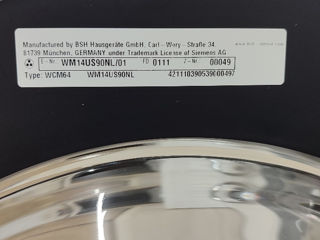 Manufactured by BSH Hausgeräte GmbH, Carl-Wery-Straße 34
81739 München, GERMANY under Trademark License of Siemens AG
E-Nr. WM14US90NL/01 FD 0111 Z-Nr. 00049
Type: WCM64 WM14US90NL 421110390539000497